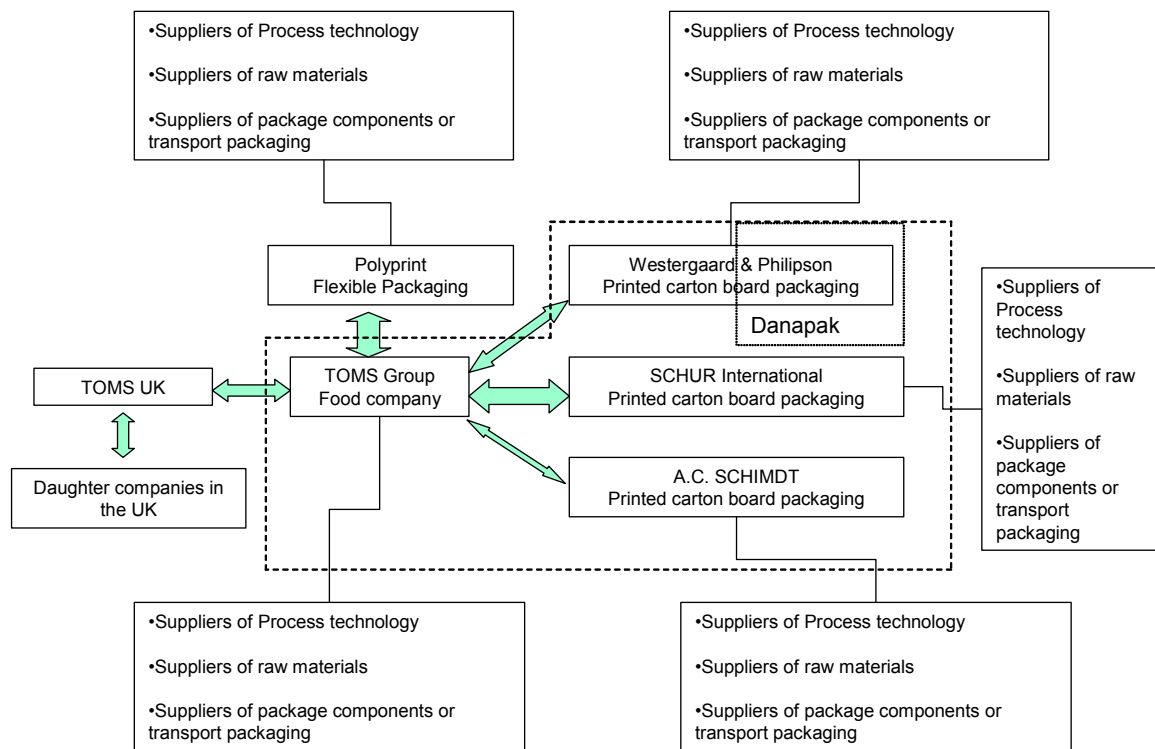 •Suppliers of Process technology
•Suppliers of raw materials
•Suppliers of package components or
transport packaging
•Suppliers of Process technology
•Suppliers of raw materials
•Suppliers of package components or
transport packaging
Polyprint
Flexible Packaging
Westergaard & Philipson
Printed carton board packaging
Danapak
•Suppliers of
Process
technology
•Suppliers of raw
materials
•Suppliers of
package
components or
transport
packaging
TOMS UK
TOMS Group
Food company
SCHUR International
Printed carton board packaging
Daughter companies in
the UK
A.C. SCHIMDT
Printed carton board packaging
•Suppliers of Process technology
•Suppliers of raw materials
•Suppliers of package components or
transport packaging
•Suppliers of Process technology
•Suppliers of raw materials
•Suppliers of package components or
transport packaging